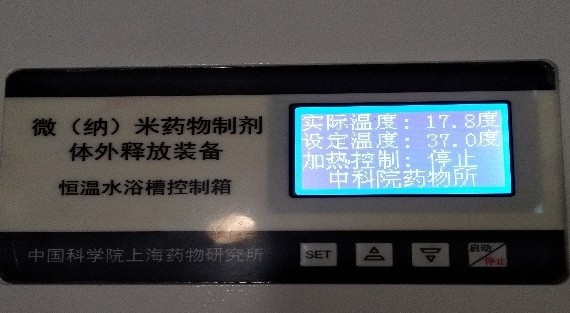 微（纳）米药物制剂
体外释放装备
恒温水浴槽控制箱
实际温度: 17.8度
设定温度: 37.0度
加热控制: 停止
中科院药物所
中国科学院上海药物研究所
SET
启动/停止